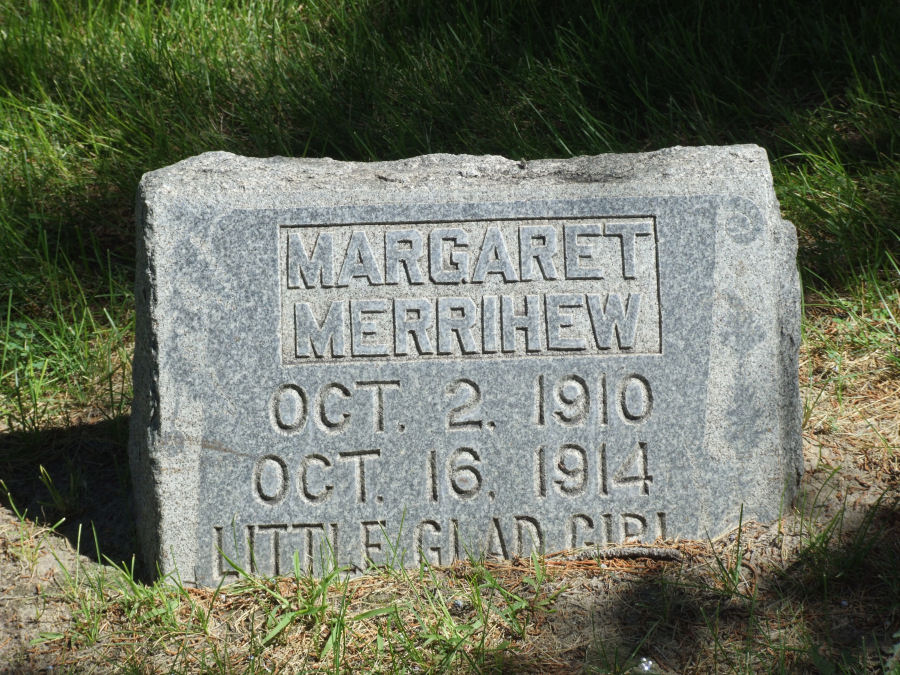 MARGARET
MERRIHEW
OCT. 2. 1910
OCT. 16. 1914
LITTLE GLAD GIRL